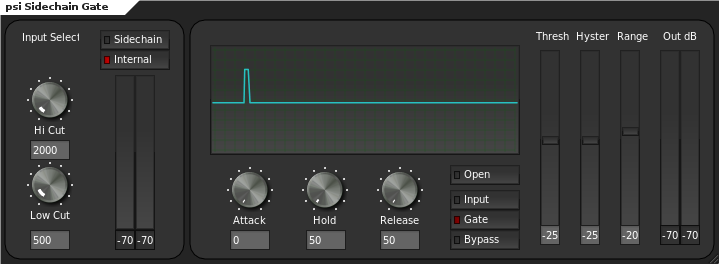 psi Sidechain Gate
Input Select
Sidechain
Internal
Hi Cut
2000
Low Cut
500
-70 -70
Attack
0
Hold
50
Release
50
Open
Input
Gate
Bypass
Thresh Hyster Range Out dB
-25 -25 -20 -70 -70